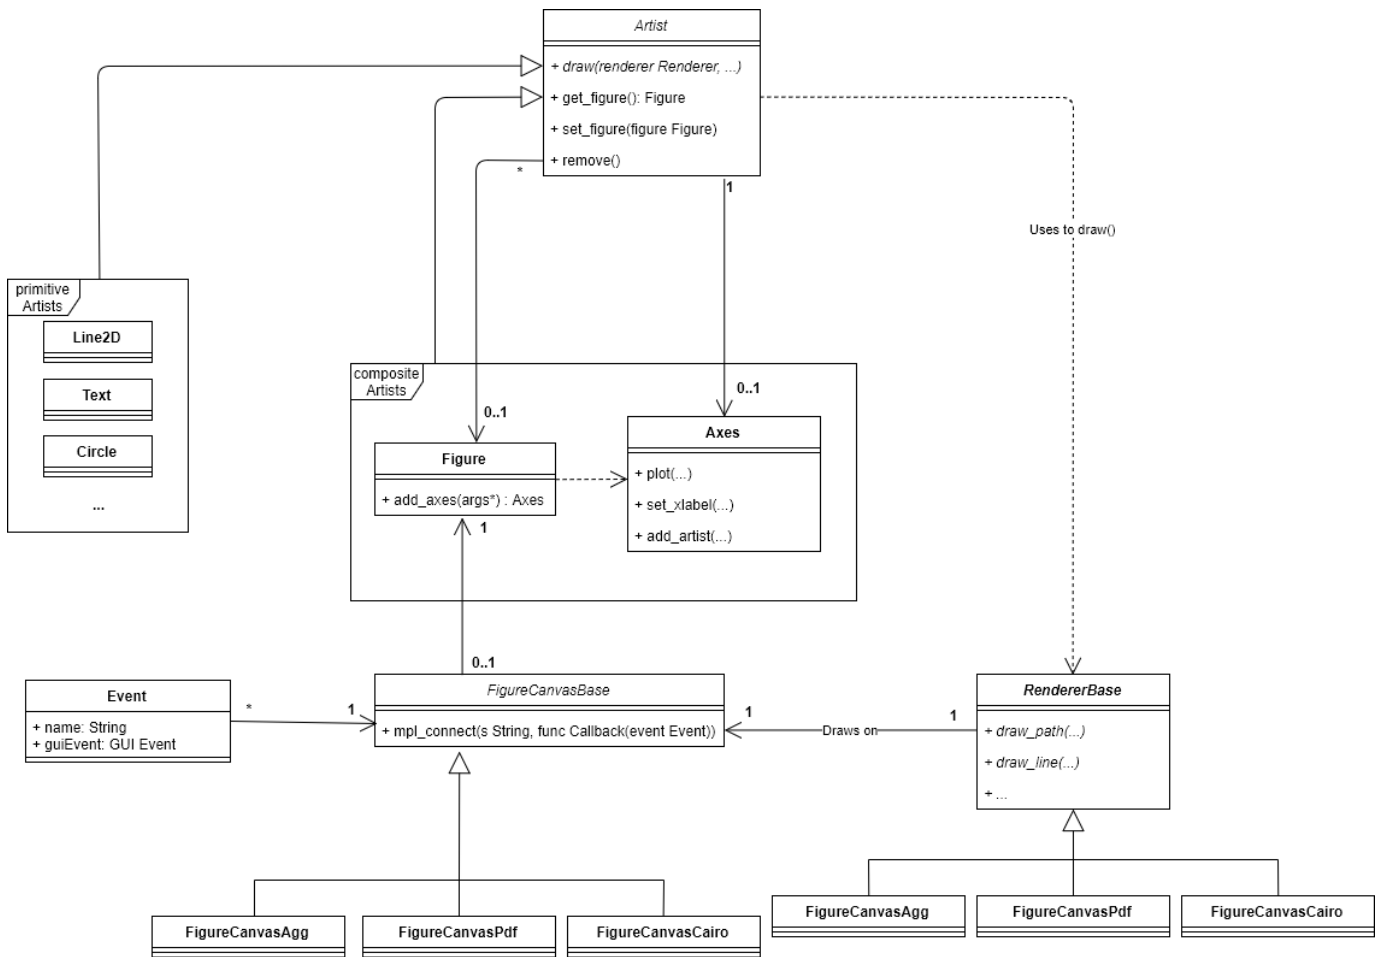 Artist
+ draw(renderer Renderer, ...)
+ get_figure(): Figure
+ set_figure(figure Figure)
+ remove()
*
1
Uses to draw()
primitive
Artists
Line2D
Text
Circle
...
composite
Artists
0..1
0..1
Figure
+ add_axes(args*) : Axes
Axes
+ plot(...)
+ set_xlabel(...)
+ add_artist(...)
1
0..1
Event
+ name: String
+ guiEvent: GUI Event
*
1
FigureCanvasBase
+ mpl_connect(s String, func Callback(event Event))
1
Draws on
1
RendererBase
+ draw_path(...)
+ draw_line(...)
+ ...
FigureCanvasAgg
FigureCanvasPdf
FigureCanvasCairo
FigureCanvasAgg
FigureCanvasPdf
FigureCanvasCairo